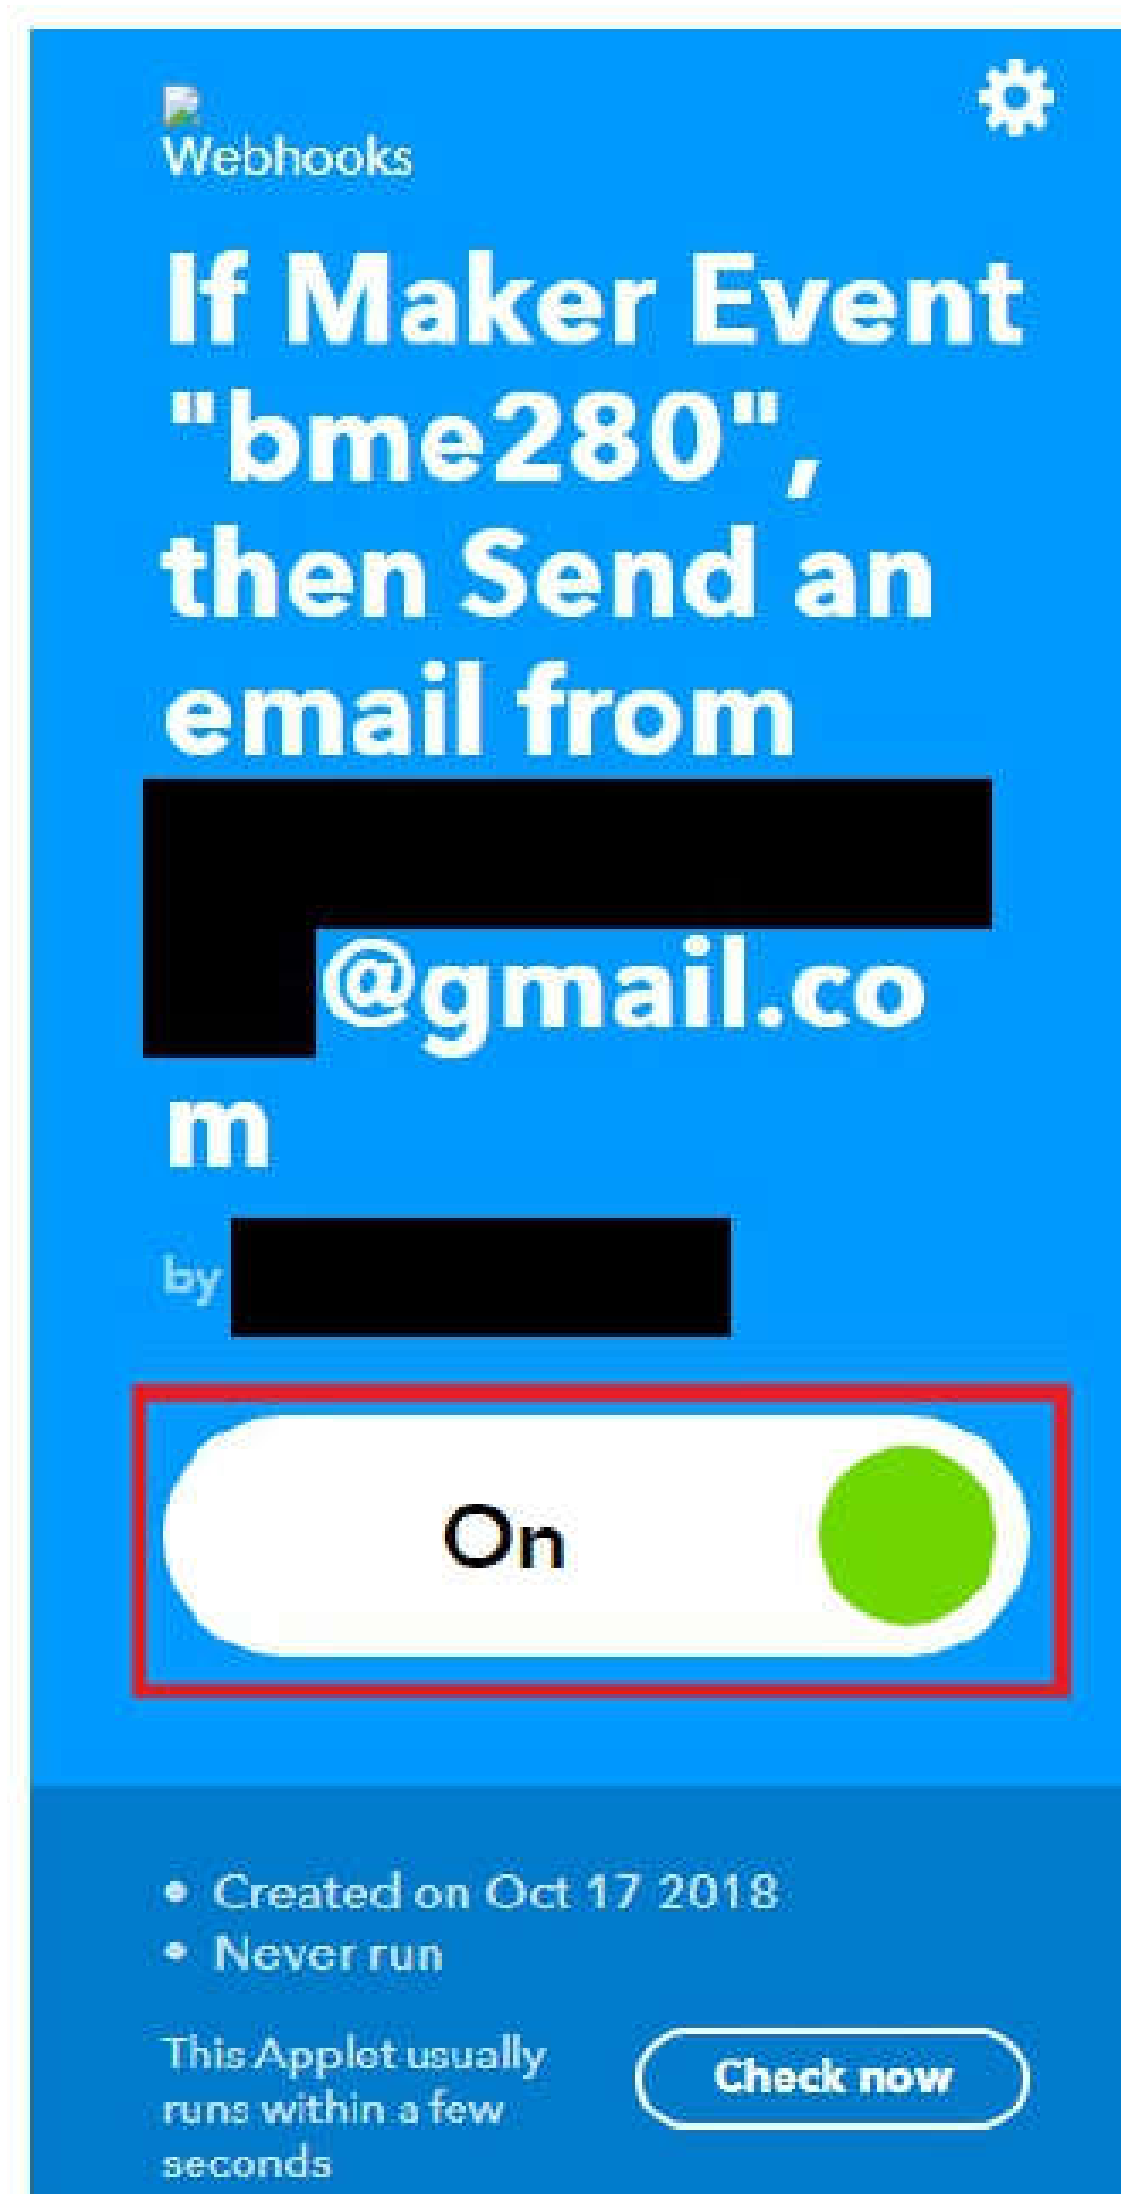 Webhooks
If Maker Event
"bme280",
then Send an
email from
@gmail.co
m
by
On
Created on Oct 17 2018
Never run
This Applet usually
runs within a few
seconds
Check now